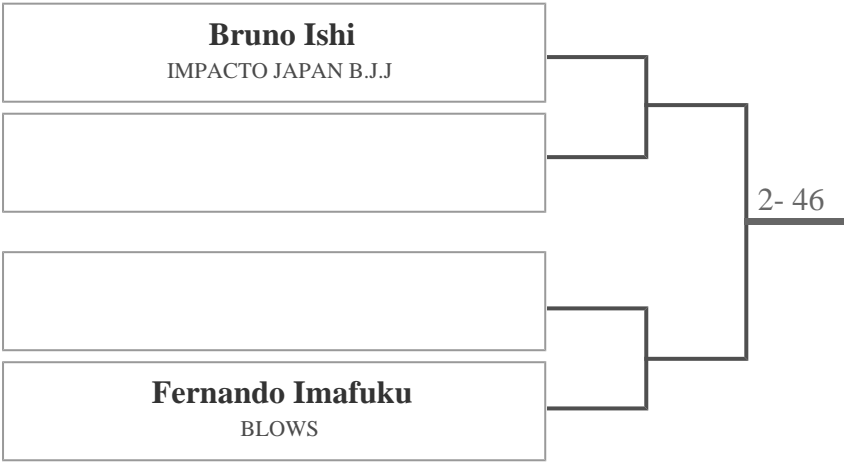 Bruno Ishi
IMPACTO JAPAN B.J.J
2- 46
Fernando Imafuku
BLOWS